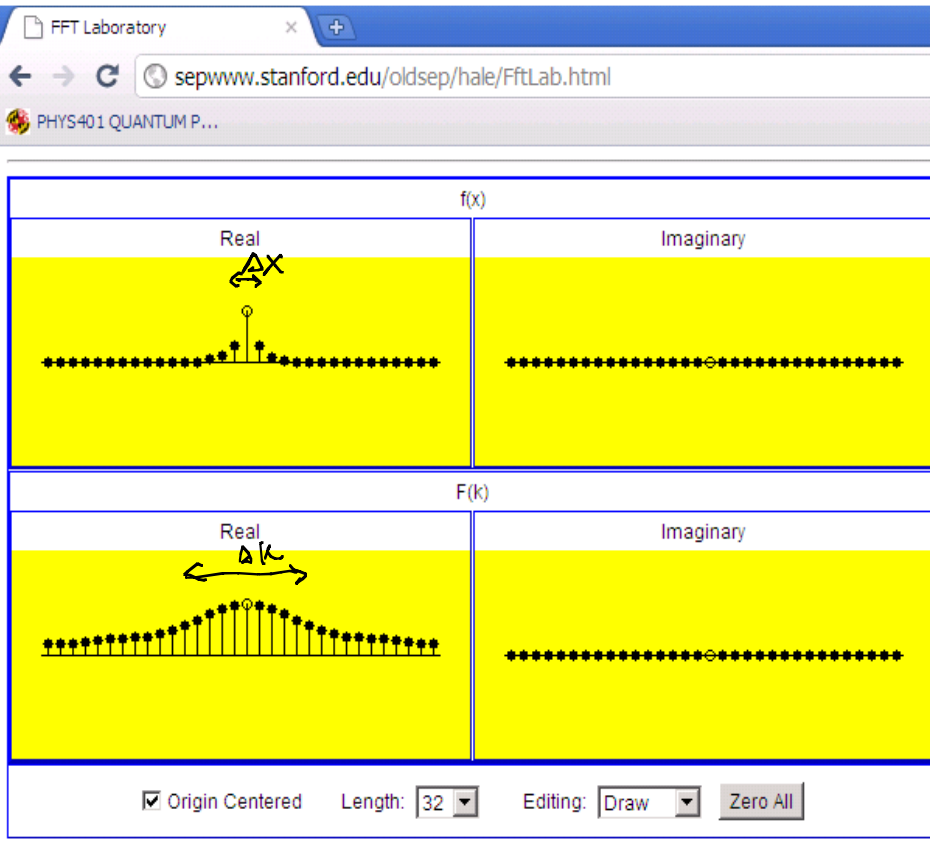 FFT Laboratory
sepwww.stanford.edu/oldsep/hale/FftLab.html
PHYS401 QUANTUM P...
f(x)
Real Imaginary
Δx
F(k)
Real Imaginary
Δk
Origin Centered Length: 32 Editing: Draw Zero All